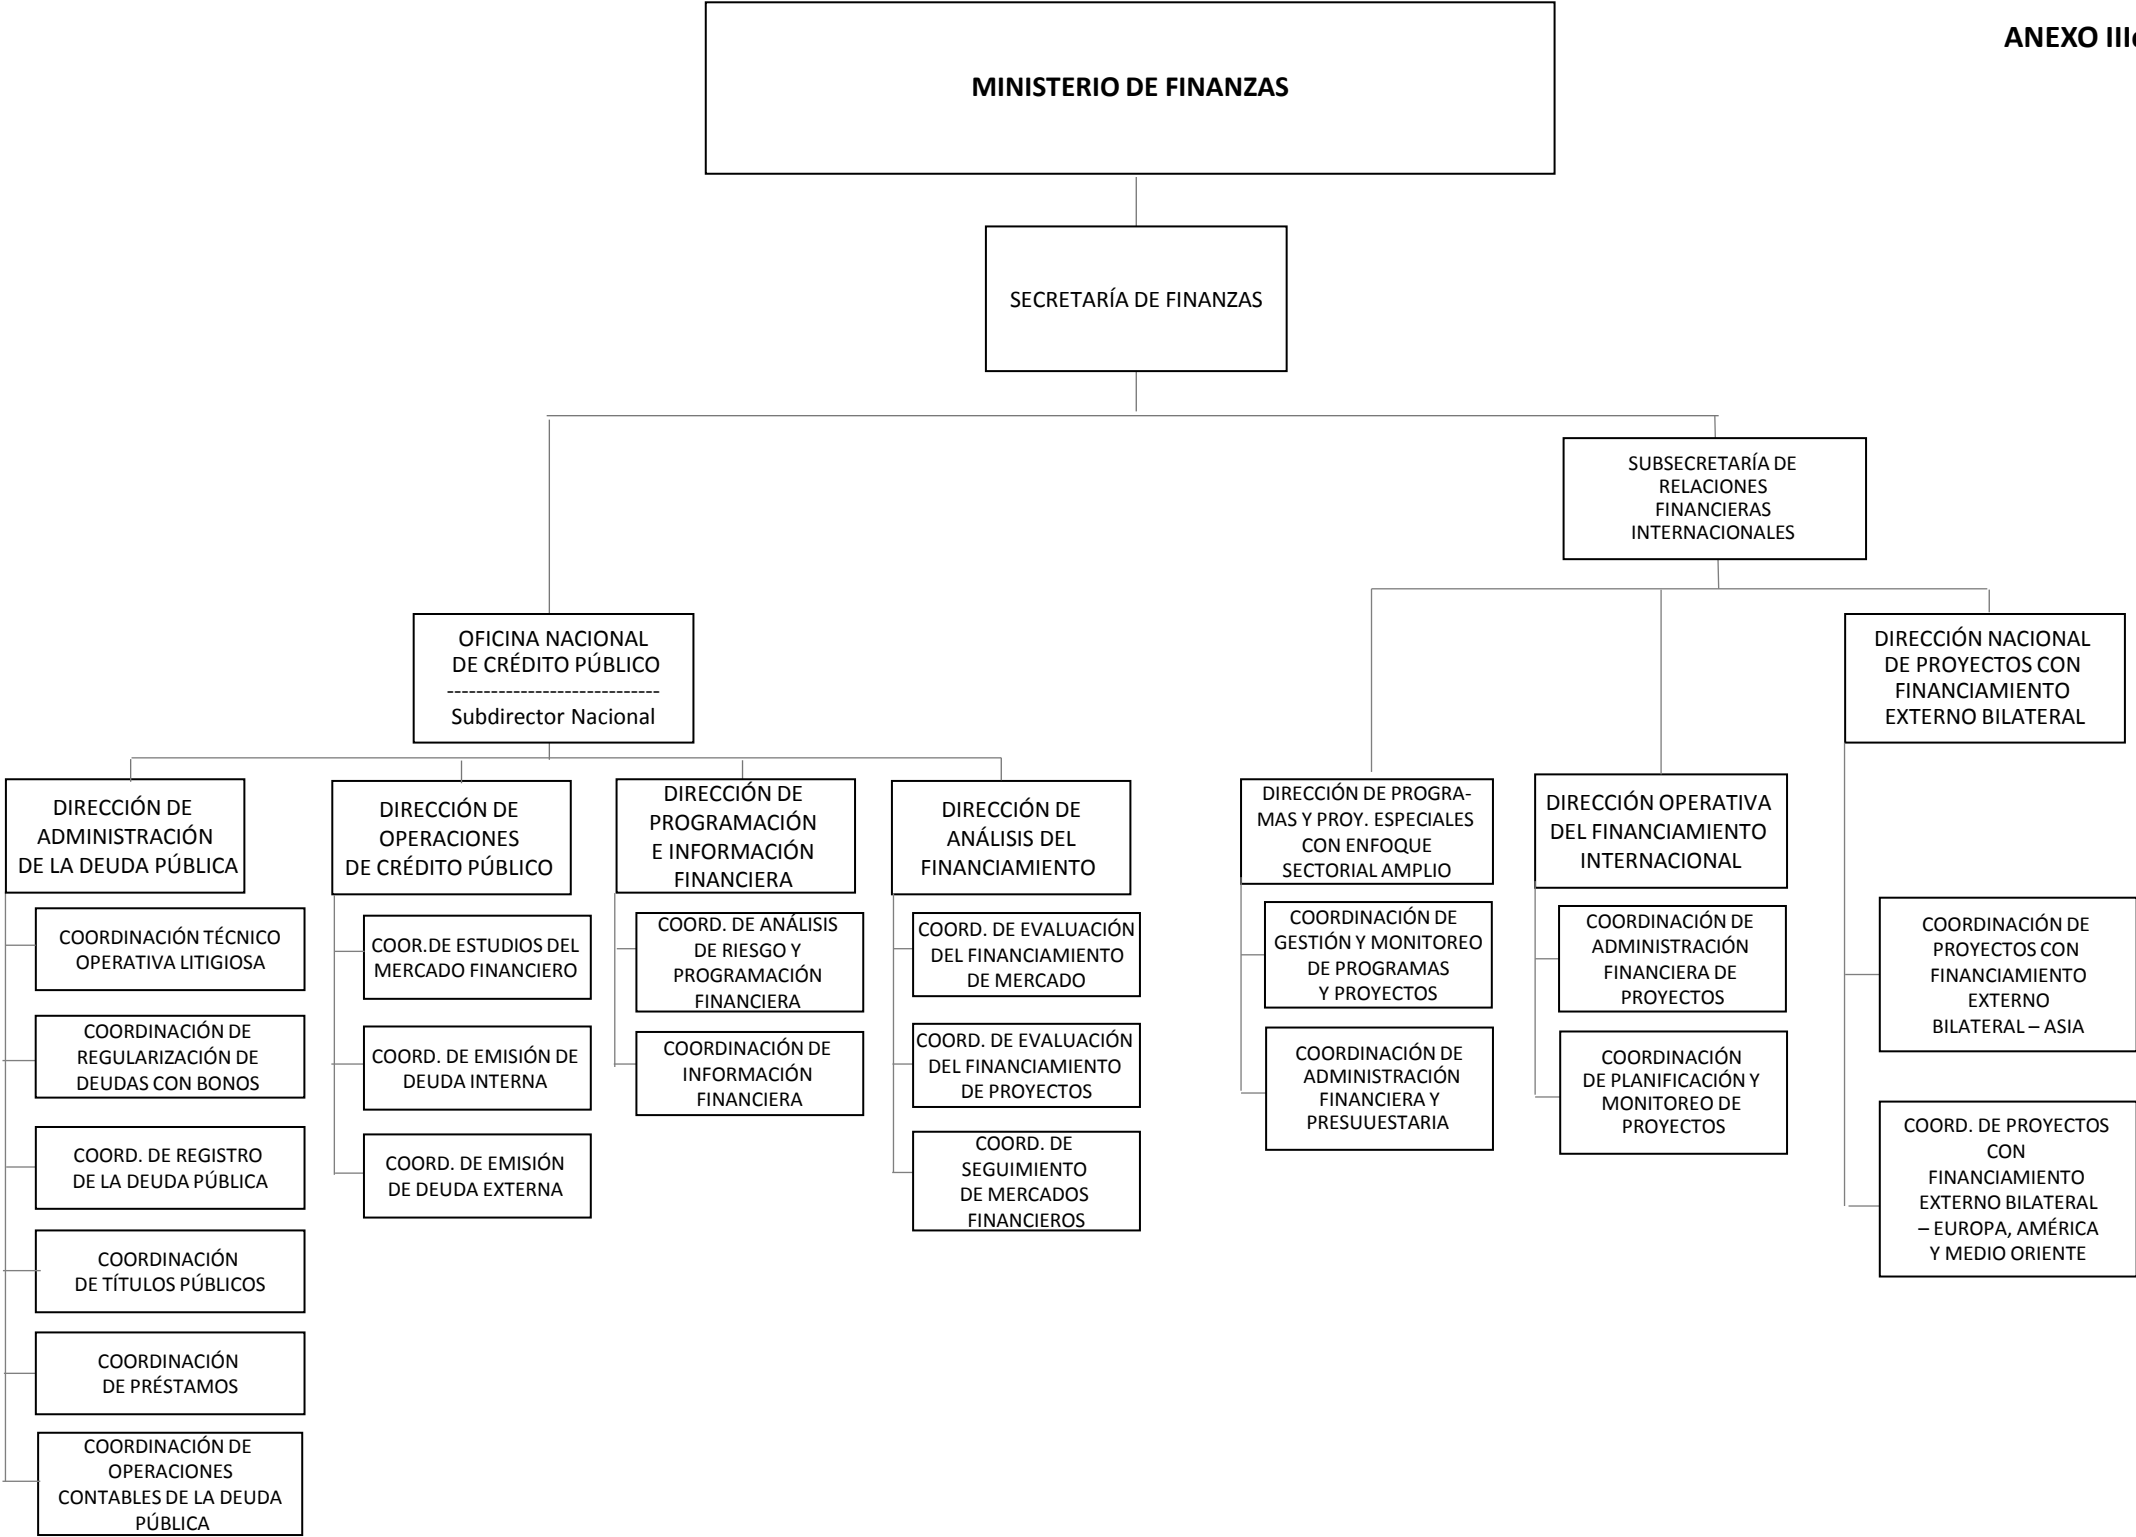 ANEXO III
MINISTERIO DE FINANZAS
SECRETARÍA DE FINANZAS
SUBSECRETARÍA DE
RELACIONES
FINANCIERAS
INTERNACIONALES
OFICINA NACIONAL
DE CRÉDITO PÚBLICO
-----------------------------
Subdirector Nacional
DIRECCIÓN NACIONAL
DE PROYECTOS CON
FINANCIAMIENTO
EXTERNO BILATERAL
DIRECCIÓN DE
ADMINISTRACIÓN
DE LA DEUDA PÚBLICA
DIRECCIÓN DE
OPERACIONES
DE CRÉDITO PÚBLICO
DIRECCIÓN DE
PROGRAMACIÓN
E INFORMACIÓN
FINANCIERA
DIRECCIÓN DE
ANÁLISIS DEL
FINANCIAMIENTO
DIRECCIÓN DE PROGRA-
MAS Y PROY. ESPECIALES
CON ENFOQUE
SECTORIAL AMPLIO
DIRECCIÓN OPERATIVA
DEL FINANCIAMIENTO
INTERNACIONAL
COORDINACIÓN TÉCNICO
OPERATIVA LITIGIOSA
COORDINACIÓN DE
REGULARIZACIÓN DE
DEUDAS CON BONOS
COORD. DE REGISTRO
DE LA DEUDA PÚBLICA
COORDINACIÓN
DE TÍTULOS PÚBLICOS
COORDINACIÓN
DE PRÉSTAMOS
COORDINACIÓN DE
OPERACIONES
CONTABLES DE LA DEUDA
PÚBLICA
COOR.DE ESTUDIOS DEL
MERCADO FINANCIERO
COORD. DE EMISIÓN DE
DEUDA INTERNA
COORD. DE EMISIÓN
DE DEUDA EXTERNA
COORD. DE ANÁLISIS
DE RIESGO Y
PROGRAMACIÓN
FINANCIERA
COORDINACIÓN DE
INFORMACIÓN
FINANCIERA
COORD. DE EVALUACIÓN
DEL FINANCIAMIENTO
DE MERCADO
COORD. DE EVALUACIÓN
DEL FINANCIAMIENTO
DE PROYECTOS
COORD. DE
SEGUIMIENTO
DE MERCADOS
FINANCIEROS
COORDINACIÓN DE
GESTIÓN Y MONITOREO
DE PROGRAMAS
Y PROYECTOS
COORDINACIÓN DE
ADMINISTRACIÓN
FINANCIERA Y
PRESUUESTARIA
COORDINACIÓN DE
ADMINISTRACIÓN
FINANCIERA DE
PROYECTOS
COORDINACIÓN
DE PLANIFICACIÓN Y
MONITOREO DE
PROYECTOS
COORDINACIÓN DE
PROYECTOS CON
FINANCIAMIENTO
EXTERNO
BILATERAL – ASIA
COORD. DE PROYECTOS
CON
FINANCIAMIENTO
EXTERNO BILATERAL
– EUROPA, AMÉRICA
Y MEDIO ORIENTE